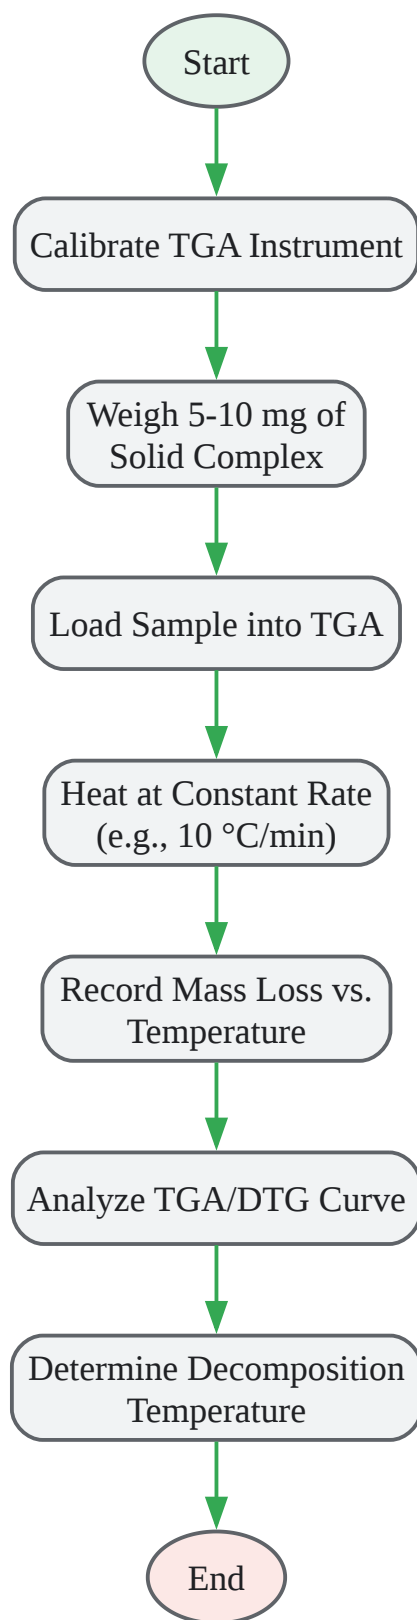 Start
Calibrate TGA Instrument
Weigh 5-10 mg of
Solid Complex
Load Sample into TGA
Heat at Constant Rate
(e.g., 10 °C/min)
Record Mass Loss vs.
Temperature
Analyze TGA/DTG Curve
Determine Decomposition
Temperature
End